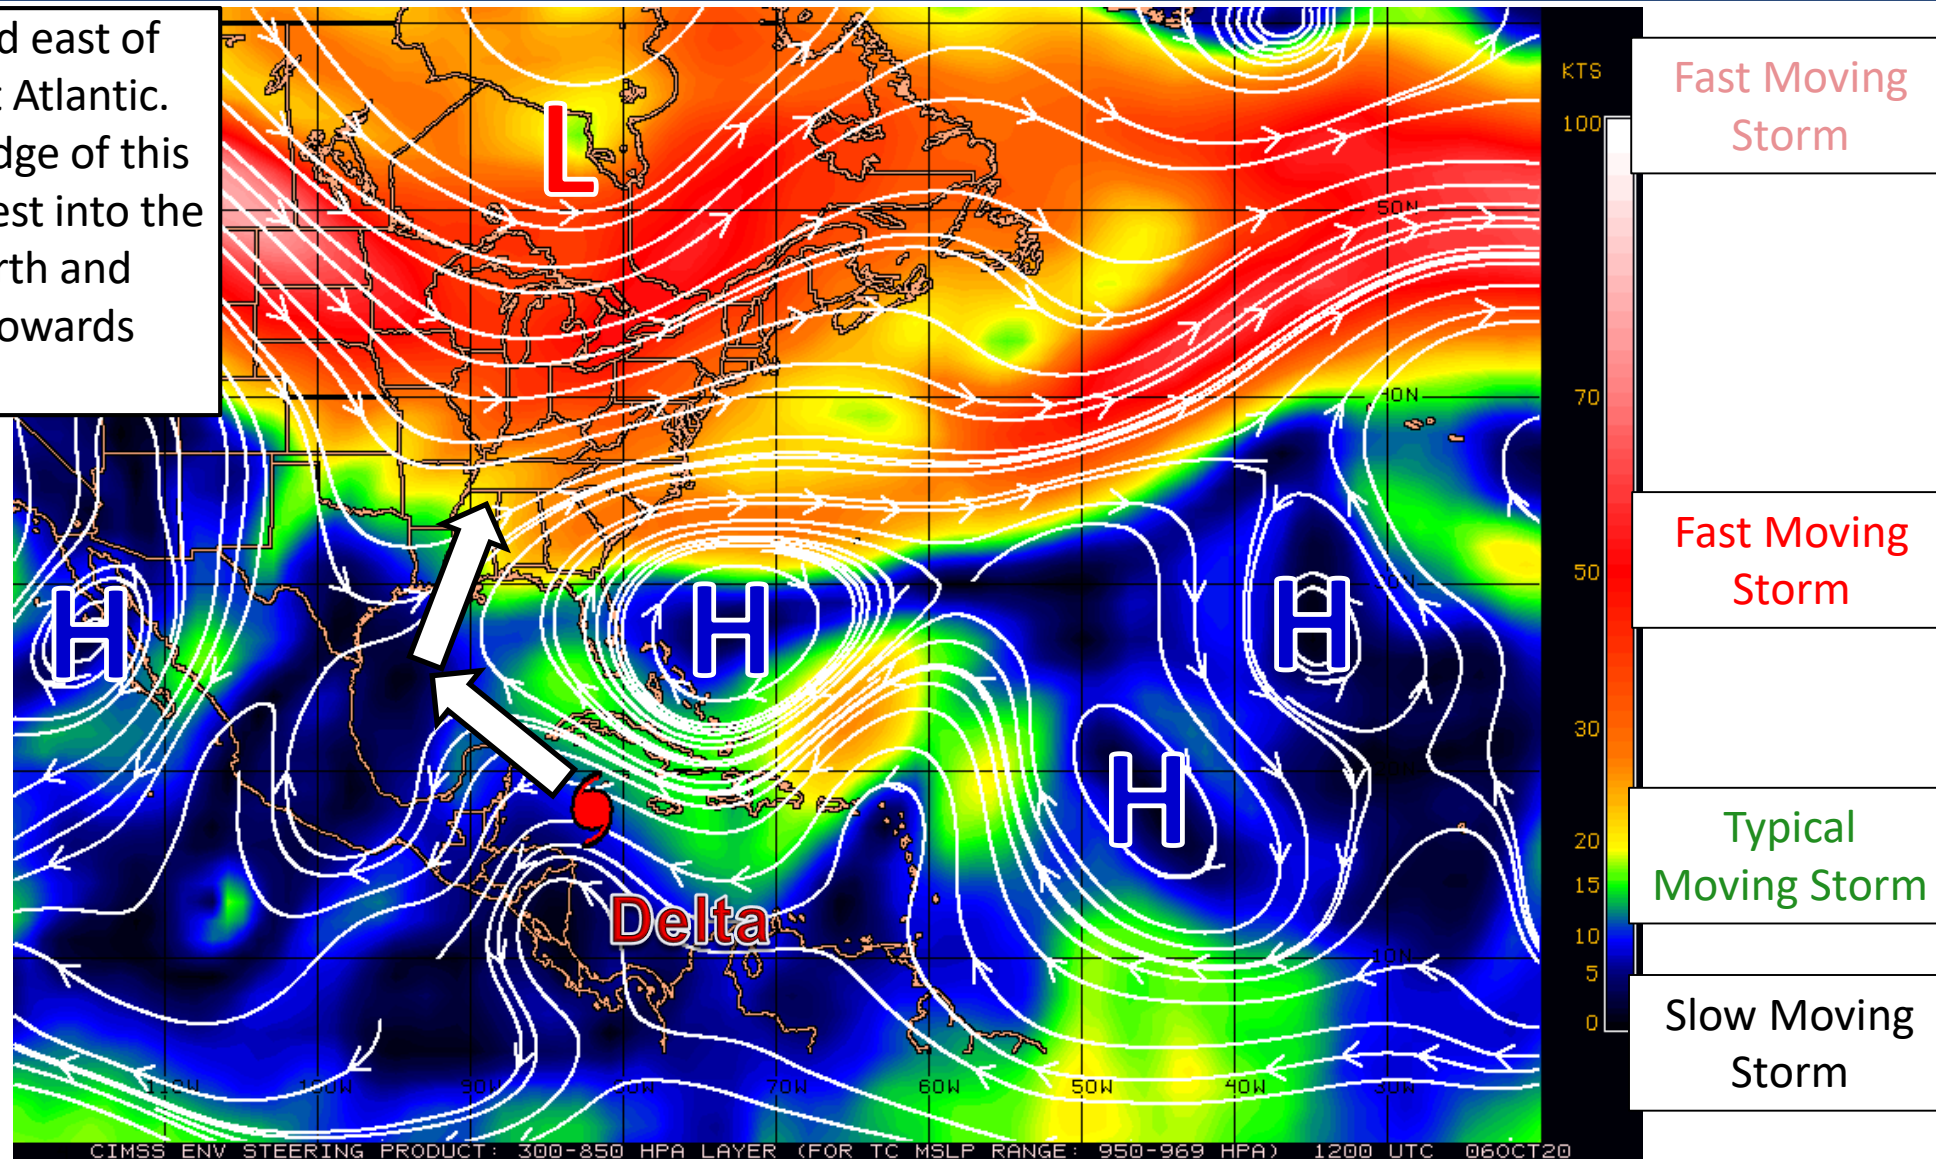 d east of
t Atlantic.
dge of this
est into the
rth and
owards
L
H
H
H
H
Delta
KTS
100
70
50
30
20
15
10
5
0
50N
40N
10N
110W
100W
90W
80W
70W
60W
50W
40W
30W
Fast Moving
Storm
Fast Moving
Storm
Typical
Moving Storm
Slow Moving
Storm
CIMSS ENV STEERING PRODUCT: 300-850 HPA LAYER (FOR TC MSLP RANGE: 950-969 HPA) 1200 UTC 06OCT20